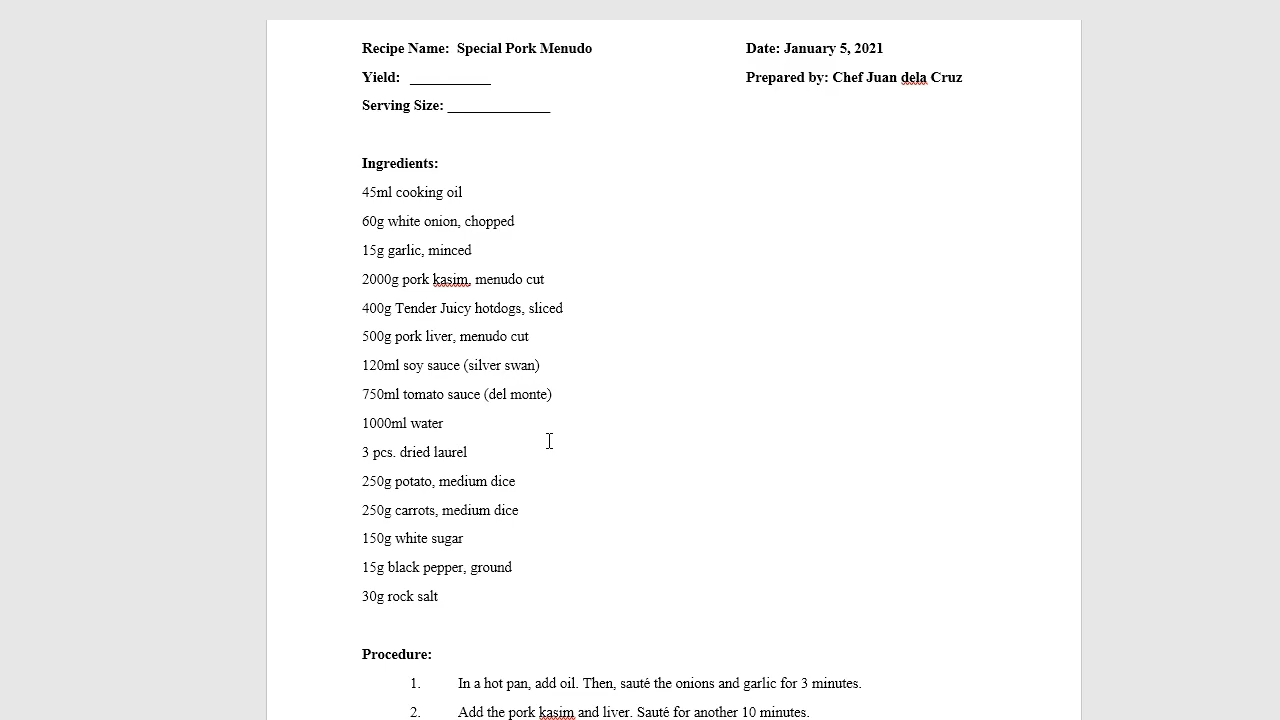 Recipe Name:  Special Pork Menudo Date: January 5, 2021
Yield:  ___________ Prepared by: Chef Juan dela Cruz
Serving Size: ______________
Ingredients:
45ml cooking oil
60g white onion, chopped
15g garlic, minced
2000g pork kasim, menudo cut
400g Tender Juicy hotdogs, sliced
500g pork liver, menudo cut
120ml soy sauce (silver swan)
750ml tomato sauce (del monte)
1000ml water
3 pcs. dried laurel
250g potato, medium dice
250g carrots, medium dice
150g white sugar
15g black pepper, ground
30g rock salt
Procedure:
1. In a hot pan, add oil. Then, sauté the onions and garlic for 3 minutes.
2. Add the pork kasim and liver. Sauté for another 10 minutes.